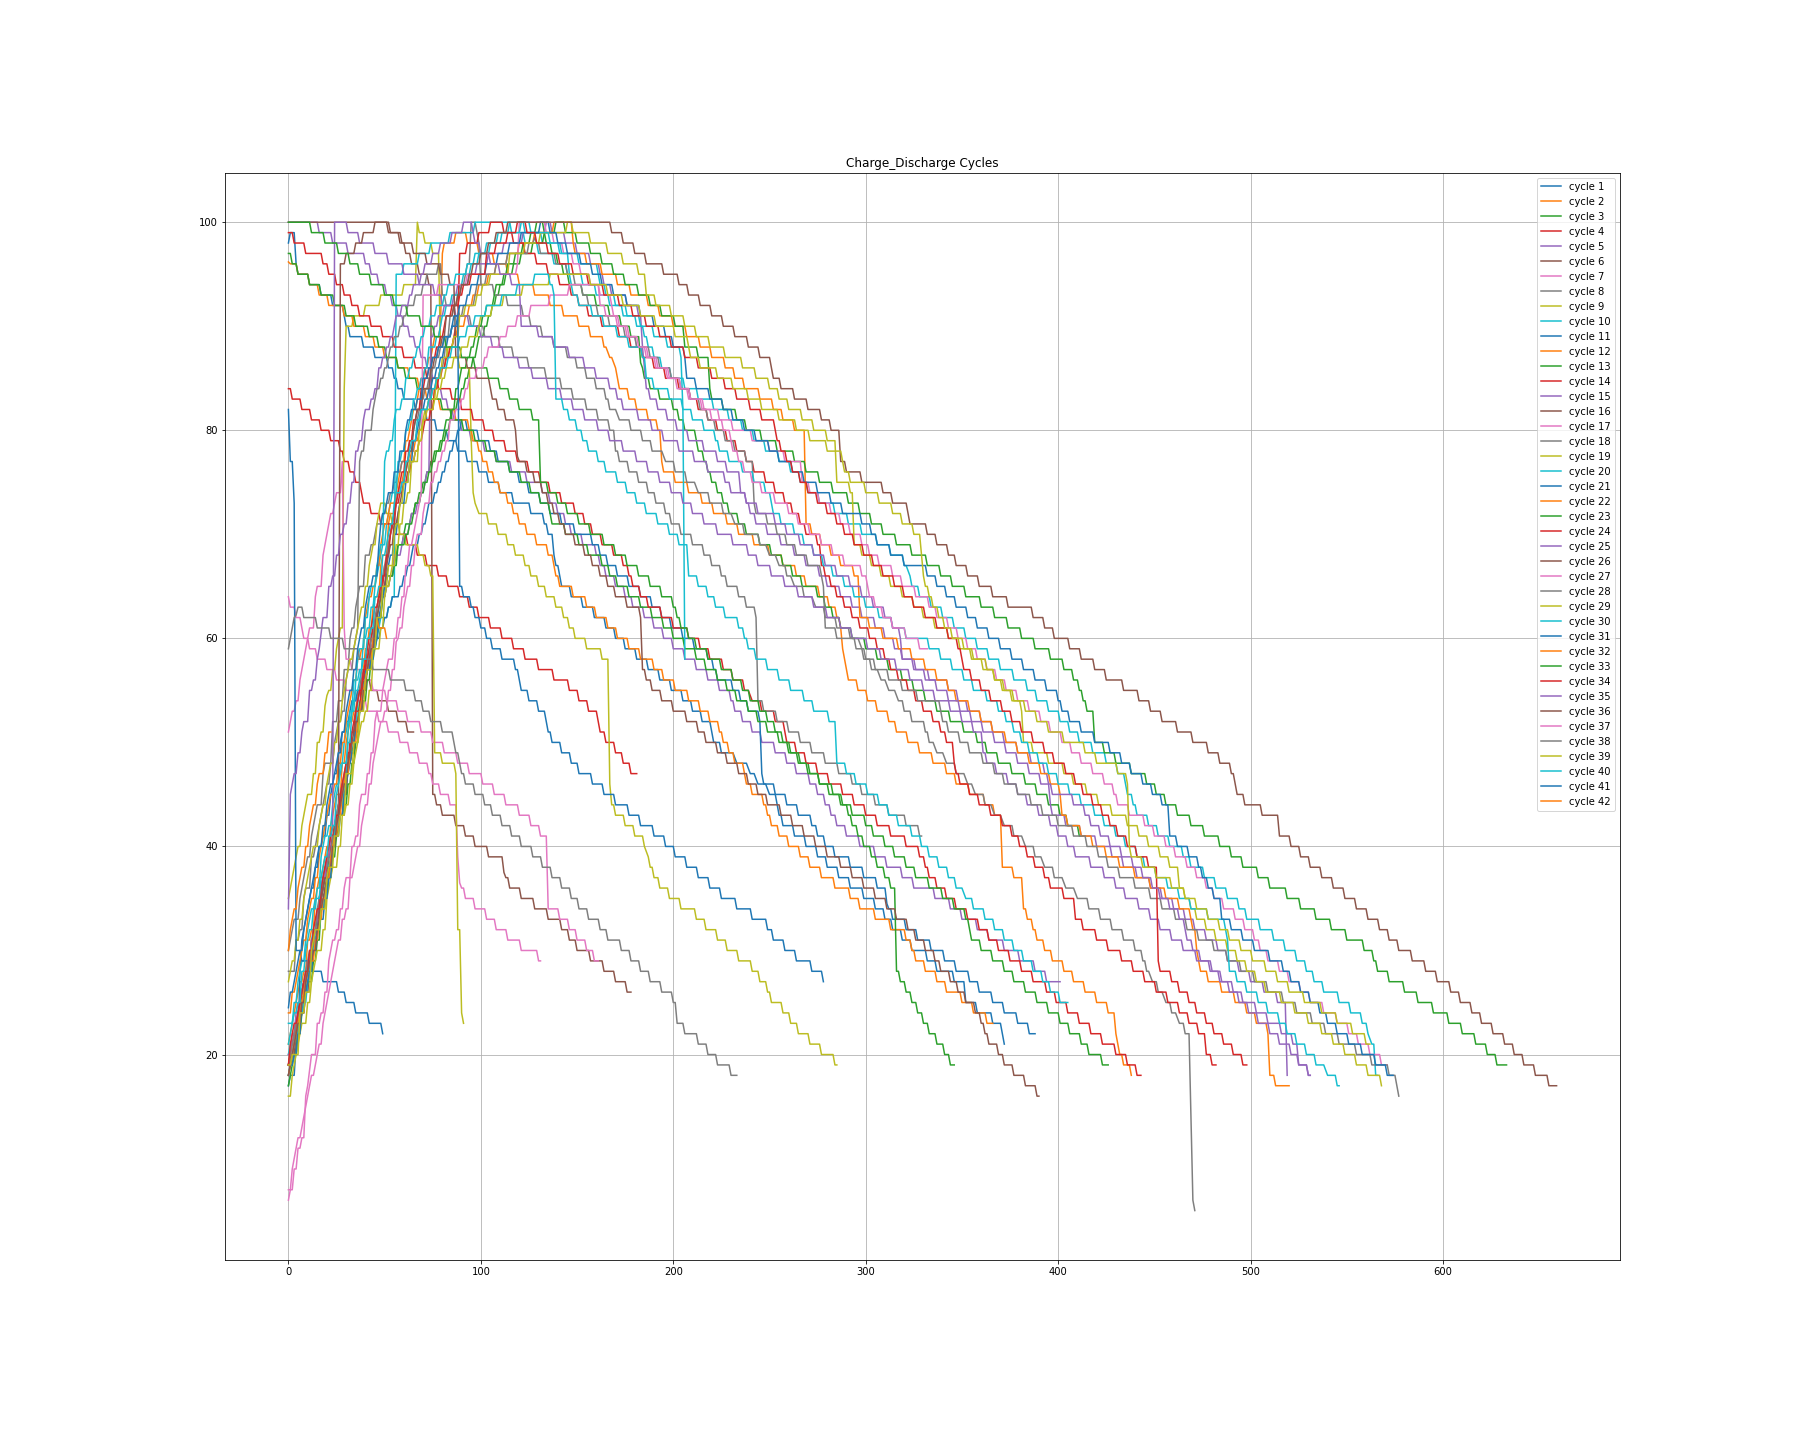 Charge_Discharge Cycles
100
80
60
40
20
0
100
200
300
400
500
600
cycle 1
cycle 2
cycle 3
cycle 4
cycle 5
cycle 6
cycle 7
cycle 8
cycle 9
cycle 10
cycle 11
cycle 12
cycle 13
cycle 14
cycle 15
cycle 16
cycle 17
cycle 18
cycle 19
cycle 20
cycle 21
cycle 22
cycle 23
cycle 24
cycle 25
cycle 26
cycle 27
cycle 28
cycle 29
cycle 30
cycle 31
cycle 32
cycle 33
cycle 34
cycle 35
cycle 36
cycle 37
cycle 38
cycle 39
cycle 40
cycle 41
cycle 42